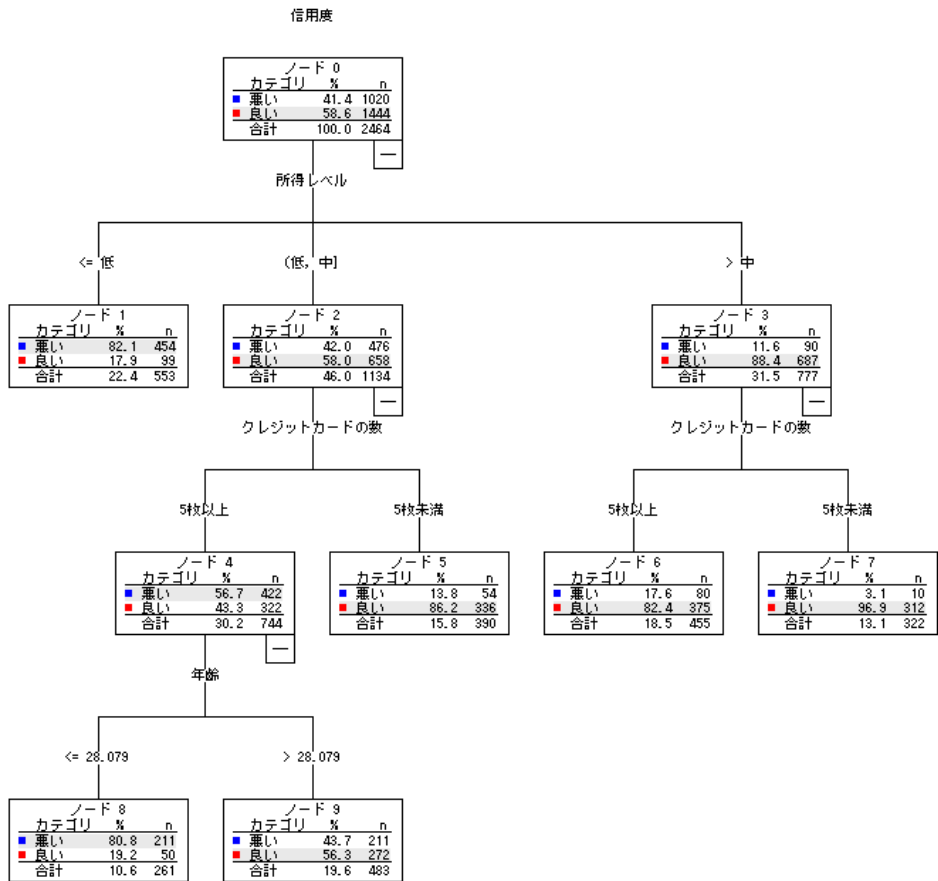 信用度
ノード 0
カテゴリ % n
悪い 41.4 1020
良い 58.6 1444
合計 100.0 2464
所得レベル
<= 低
(低, 中]
> 中
ノード 1
カテゴリ % n
悪い 82.1 454
良い 17.9 99
合計 22.4 553
ノード 2
カテゴリ % n
悪い 42.0 476
良い 58.0 658
合計 46.0 1134
ノード 3
カテゴリ % n
悪い 11.6 90
良い 88.4 687
合計 31.5 777
クレジットカードの数
クレジットカードの数
5枚以上
5枚未満
5枚以上
5枚未満
ノード 4
カテゴリ % n
悪い 56.7 422
良い 43.3 322
合計 30.2 744
ノード 5
カテゴリ % n
悪い 13.8 54
良い 86.2 336
合計 15.8 390
ノード 6
カテゴリ % n
悪い 17.6 80
良い 82.4 375
合計 18.5 455
ノード 7
カテゴリ % n
悪い 3.1 10
良い 96.9 312
合計 13.1 322
年齢
<= 28.079
> 28.079
ノード 8
カテゴリ % n
悪い 80.8 211
良い 19.2 50
合計 10.6 261
ノード 9
カテゴリ % n
悪い 43.7 211
良い 56.3 272
合計 19.6 483